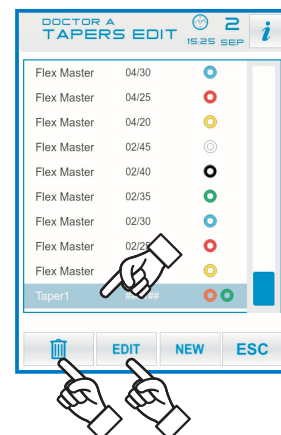 DOCTOR A
TAPERS EDIT
15.25
2
SEP
i
Flex Master 04/30
Flex Master 04/25
Flex Master 04/20
Flex Master 02/45
Flex Master 02/40
Flex Master 02/35
Flex Master 02/30
Flex Master 02/25
Flex Master
Taper1
EDIT NEW ESC